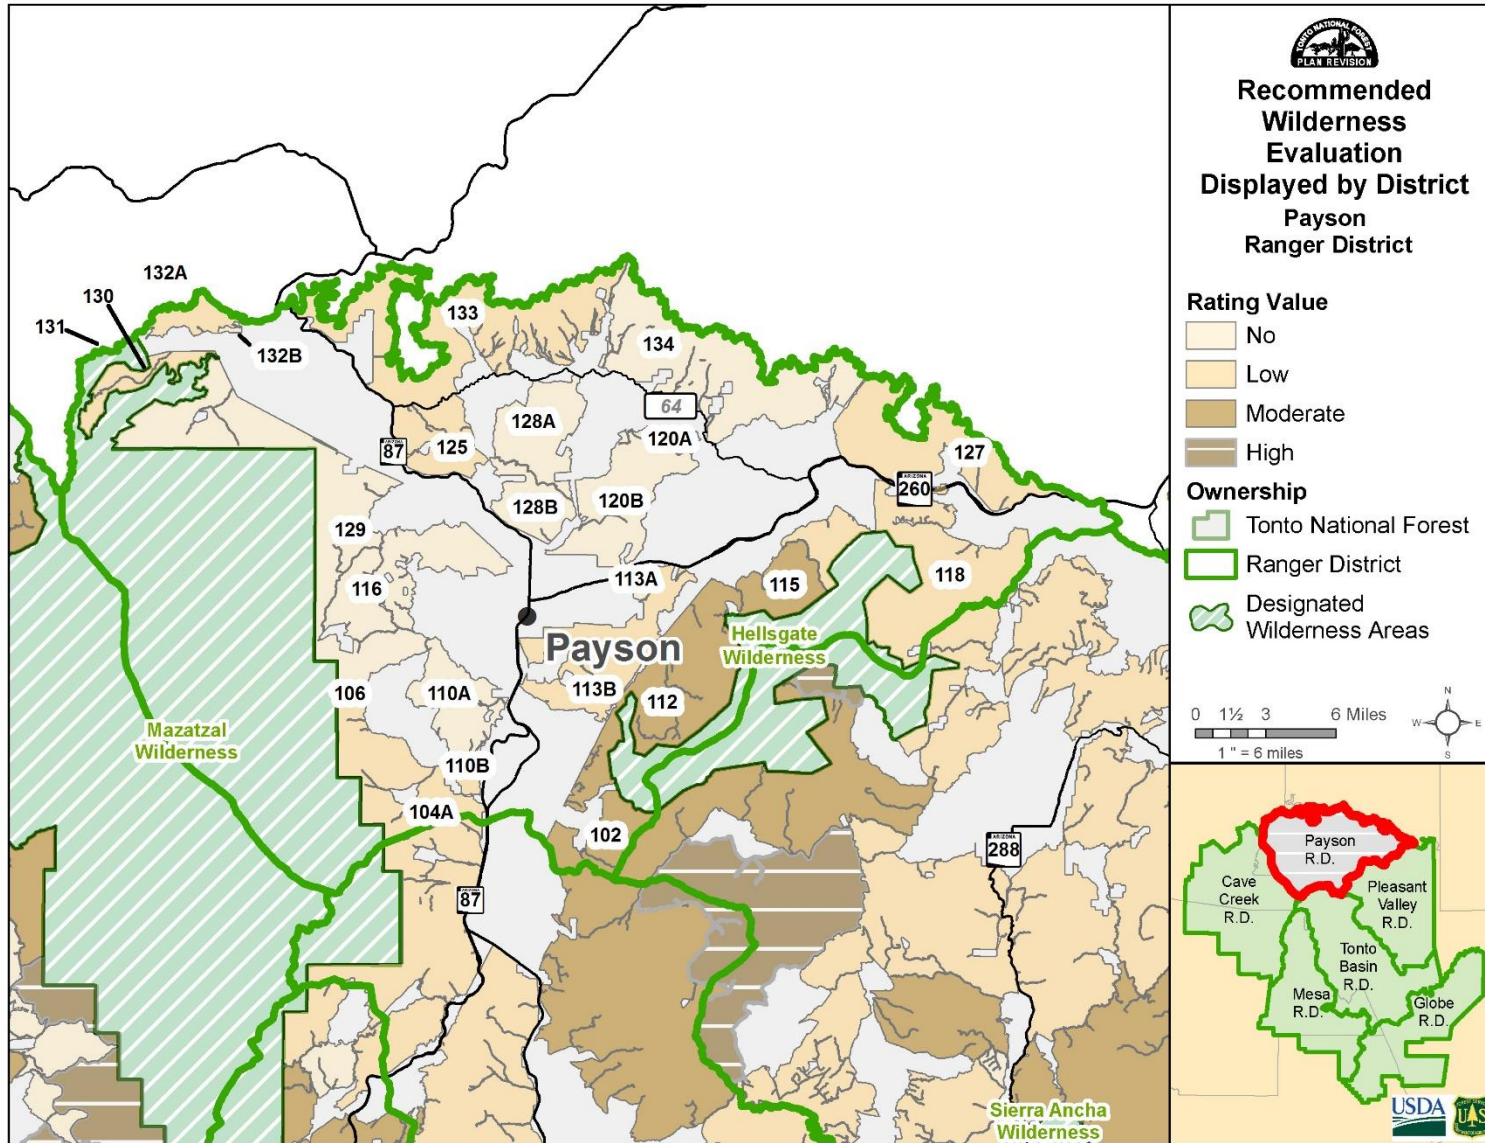 TONTO NATIONAL FOREST
PLAN REVISION
Recommended
Wilderness
Evaluation
Displayed by District
Payson
Ranger District
Rating Value
No
Low
Moderate
High
Ownership
Tonto National Forest
Ranger District
Designated
Wilderness Areas
0 1½ 3 6 Miles
1 " = 6 miles
N
W
E
S
132A
130
131
132B
133
134
64
128A
120A
87
125
127
260
128B
120B
129
113A
115
118
116
Payson
Hellsgate
Wilderness
106
110A
113B
112
Mazatzal
Wilderness
110B
104A
102
ARIZONA
288
87
Sierra Ancha
Wilderness
Payson
R.D.
Cave
Creek
R.D.
Pleasant
Valley
R.D.
Tonto
Basin
R.D.
Mesa
R.D.
Globe
R.D.
USDA